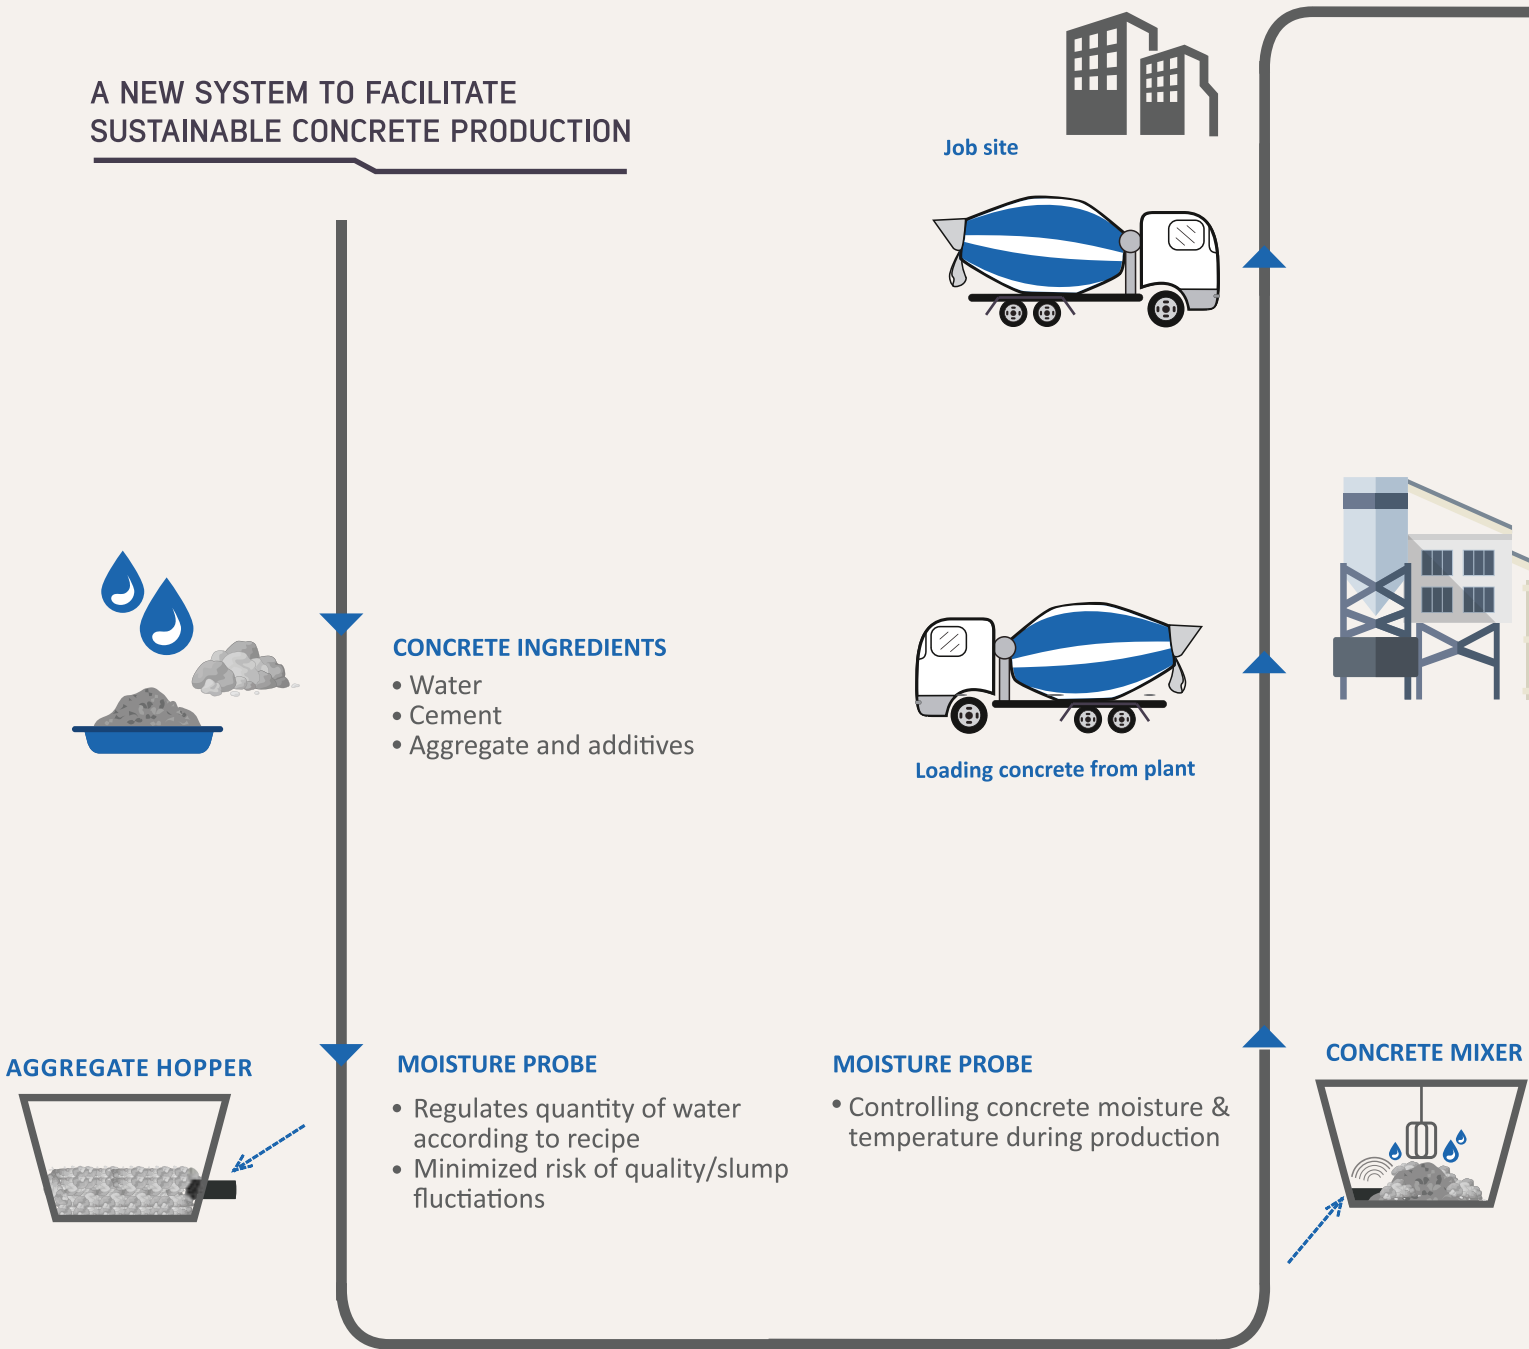 A NEW SYSTEM TO FACILITATE
SUSTAINABLE CONCRETE PRODUCTION
CONCRETE INGREDIENTS
• Water
• Cement
• Aggregate and additives
AGGREGATE HOPPER
MOISTURE PROBE
• Regulates quantity of water
according to recipe
• Minimized risk of quality/slump
fluctiations
MOISTURE PROBE
• Controlling concrete moisture &
temperature during production
CONCRETE MIXER
Loading concrete from plant
Job site